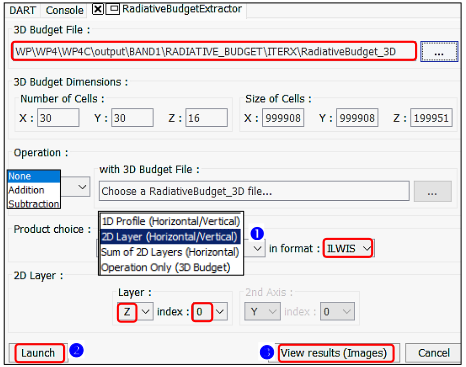 DART Console RadiativeBudgetExtractor
3D Budget File :
WP\WP4\WP4C\output\BAND1\RADIATIVE_BUDGET\ITERX\RadiativeBudget_3D ...
3D Budget Dimensions :
Number of Cells : Size of Cells :
X : 30 Y : 30 Z : 16 X : 999908 Y : 999908 Z : 199951
Operation :
with 3D Budget File :
None
Addition
Subtraction
Choose a RadiativeBudget_3D file... ...
Product choice :
1D Profile (Horizontal/Vertical)
2D Layer (Horizontal/Vertical)
Sum of 2D Layers (Horizontal)
Operation Only (3D Budget)
1
in format : ILWIS
2D Layer :
Layer : 2nd Axis :
Z index : 0 Y index : 0
Launch 2 3 View results (Images) Cancel